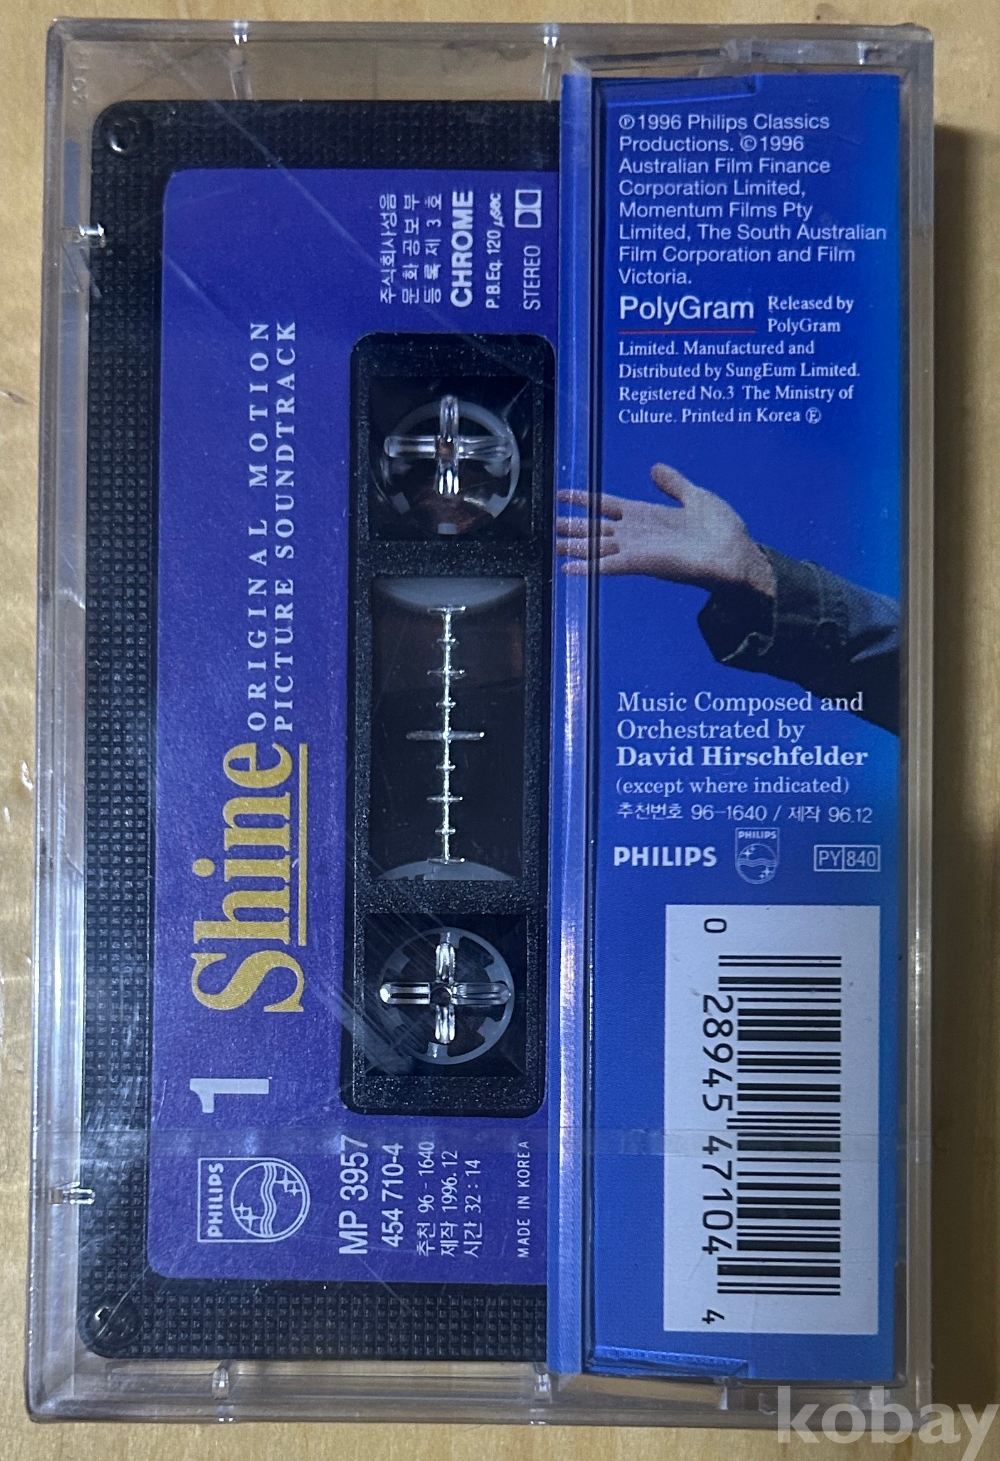 주식회사성음
문화공보부
등록제 3 호
CHROME
P.B.Eq. 120 μsec
STEREO
ORIGINAL MOTION
PICTURE SOUNDTRACK
Shine
1
PHILIPS
MP 3957
454 710-4
추천 96 - 1640
제작 1996. 12
시간 32 : 14
MADE IN KOREA
Ⓟ1996 Philips Classics
Productions. ©1996
Australian Film Finance
Corporation Limited,
Momentum Films Pty
Limited, The South Australian
Film Corporation and Film
Victoria.
PolyGram Released by
PolyGram
Limited. Manufactured and
Distributed by SungEum Limited.
Registered No.3 The Ministry of
Culture. Printed in Korea Ⓔ
Music Composed and
Orchestrated by
David Hirschfelder
(except where indicated)
추천번호 96-1640 / 제작 96.12
PHILIPS
PHILIPS
PY 840
0 28945 47104 4
kobay